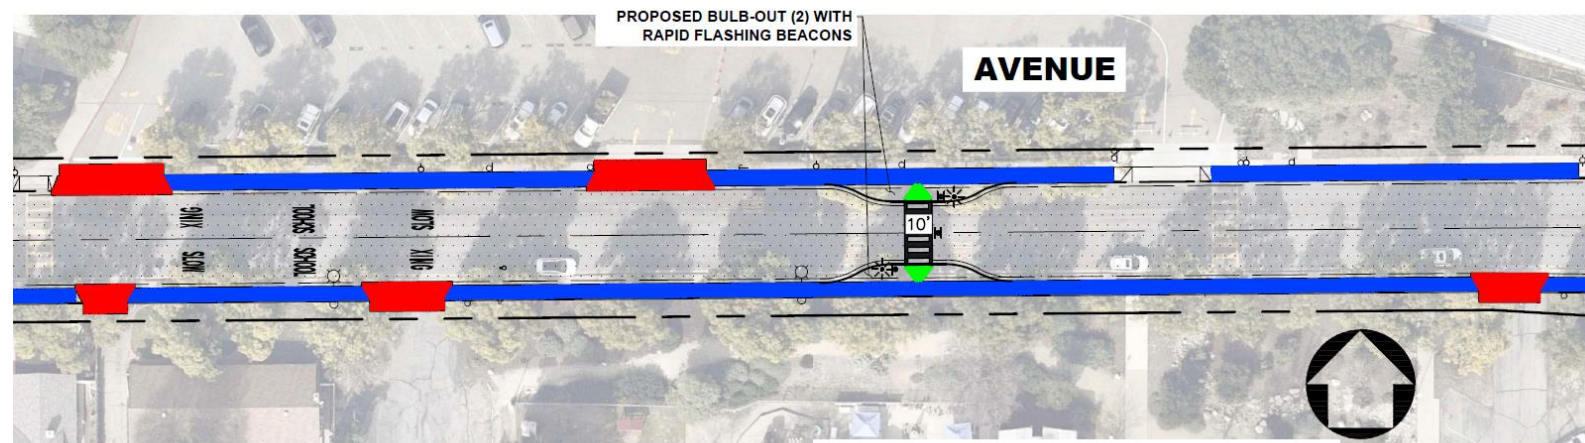 PROPOSED BULB-OUT (2) WITH
RAPID FLASHING BEACONS
AVENUE
XING
SCHOOL
SLOW
10'
SLOW
SCHOOL
XING